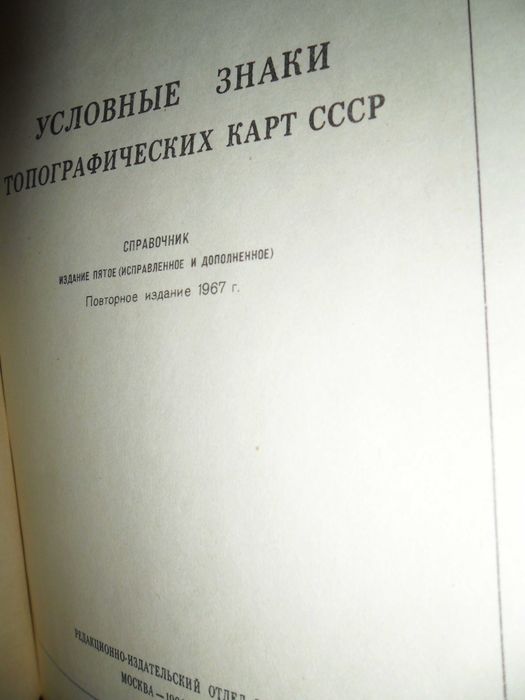 УСЛОВНЫЕ ЗНАКИ
ТОПОГРАФИЧЕСКИХ КАРТ СССР
СПРАВОЧНИК
ИЗДАНИЕ ПЯТОЕ (ИСПРАВЛЕННОЕ И ДОПОЛНЕННОЕ)
Повторное издание 1967 г.
РЕДАКЦИОННО-ИЗДАТЕЛЬСКИЙ ОТДЕЛ
МОСКВА—